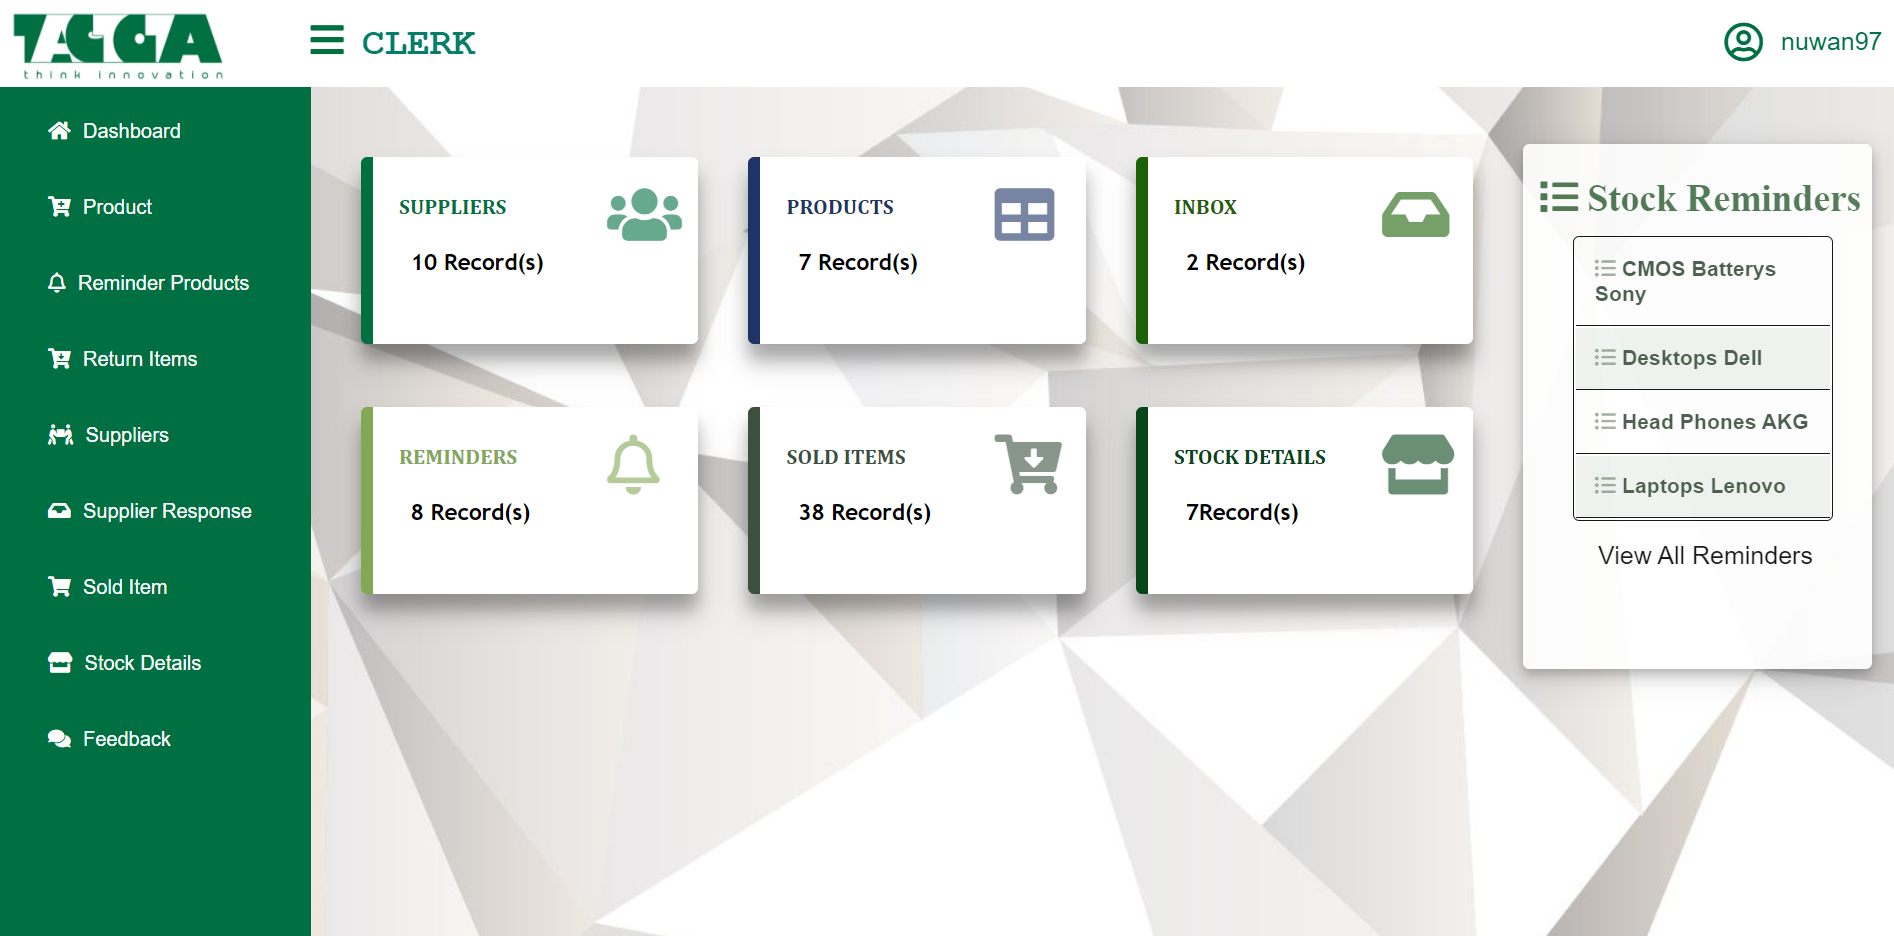 TAGGA
think innovation
CLERK
nuwan97
Dashboard
Product
Reminder Products
Return Items
Suppliers
Supplier Response
Sold Item
Stock Details
Feedback
SUPPLIERS
10 Record(s)
PRODUCTS
7 Record(s)
INBOX
2 Record(s)
REMINDERS
8 Record(s)
SOLD ITEMS
38 Record(s)
STOCK DETAILS
7Record(s)
Stock Reminders
CMOS Batterys
Sony
Desktops Dell
Head Phones AKG
Laptops Lenovo
View All Reminders